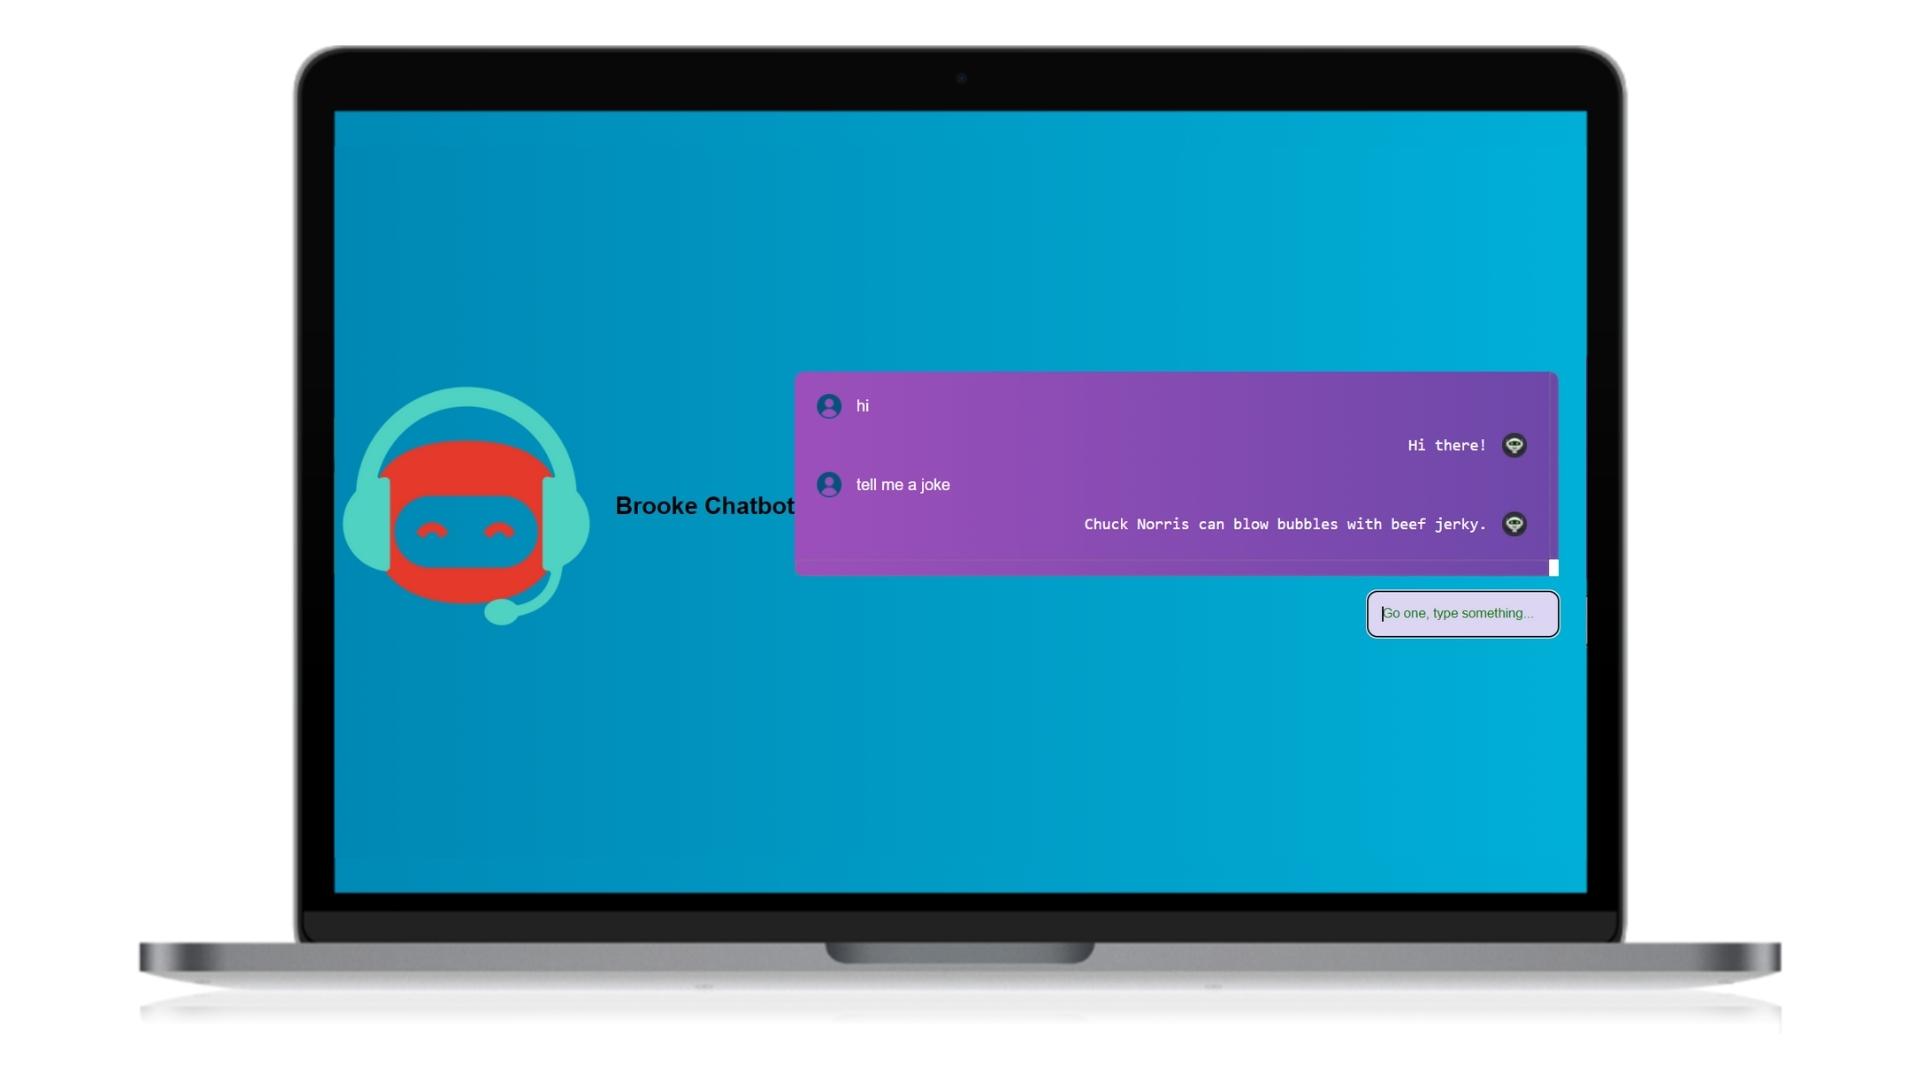 hi
Hi there!
tell me a joke
Brooke Chatbot
Chuck Norris can blow bubbles with beef jerky.
Go one, type something...